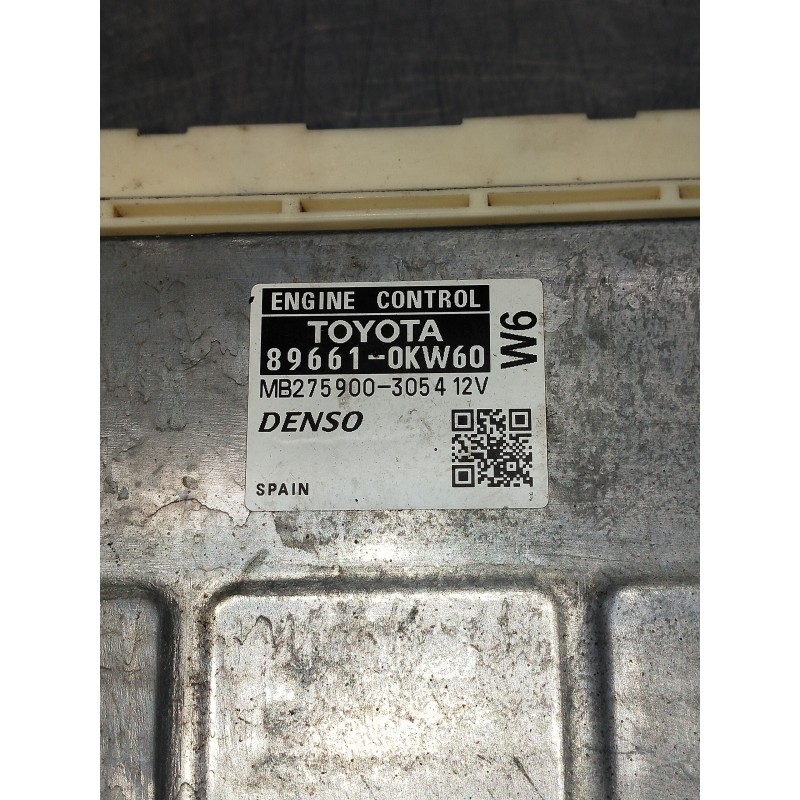 ENGINE CONTROL
TOYOTA
89661-0KW60
W6
MB275900-3054 12V
DENSO
SPAIN